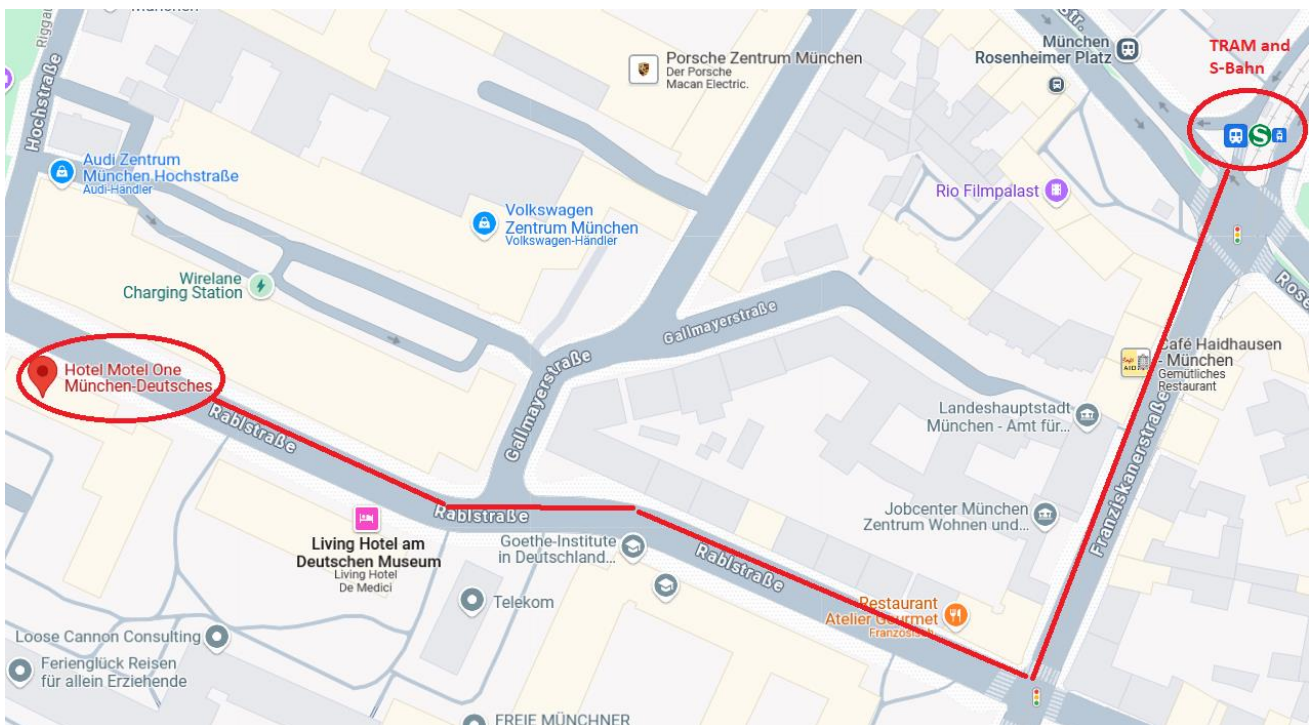 München
Riggau
Hochstraße
Str.
Porsche Zentrum München
Der Porsche
Macan Electric.
München
Rosenheimer Platz
TRAM and
S-Bahn
S
Audi Zentrum
München Hochstraße
Audi-Händler
Volkswagen
Zentrum München
Volkswagen-Händler
Rio Filmpalast
Wirelane
Charging Station
Gallmayerstraße
Rose
Café Haidhausen
- München
Gemütliches
Restaurant
Hotel Motel One
München-Deutsches
Rablstraße
Gallmayerstraße
Landeshauptstadt
München - Amt für...
Franziskanerstraße
Rablstraße
Jobcenter München
Zentrum Wohnen und...
Living Hotel am
Deutschen Museum
Living Hotel
De Medici
Goethe-Institute
in Deutschland...
Rablstraße
Telekom
Restaurant
Atelier Gourmet
Französisch
Loose Cannon Consulting
Ferienglück Reisen
für allein Erziehende
FREIE MÜNCHNER